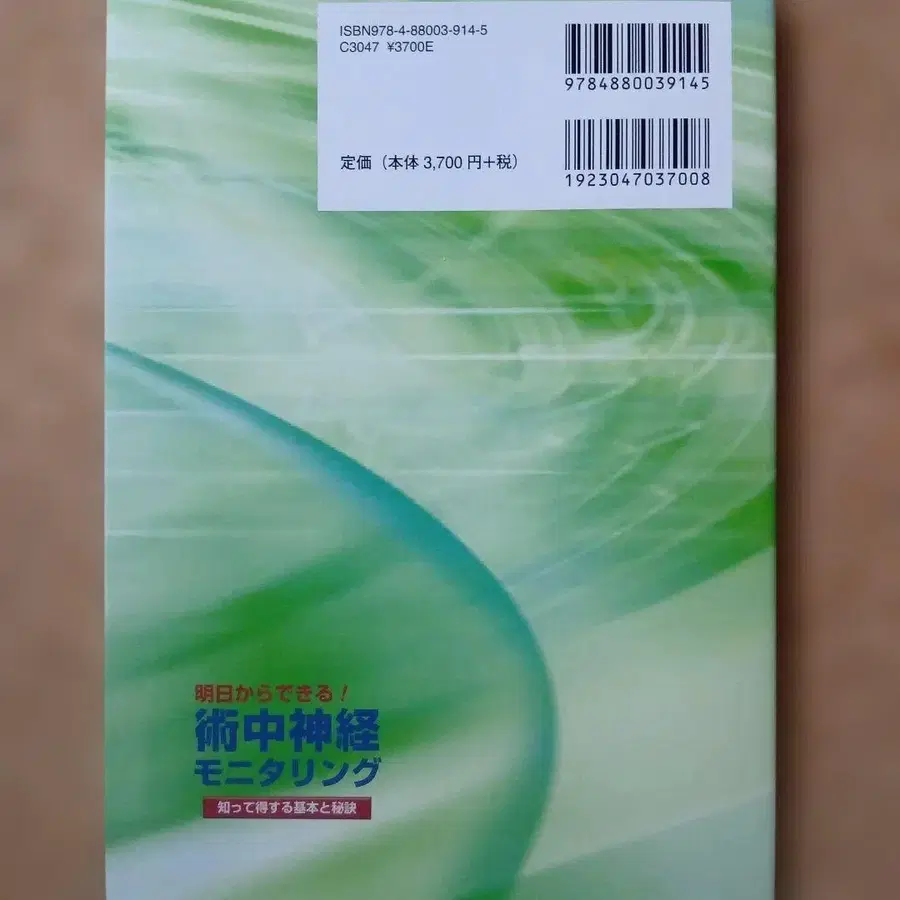 ISBN978-4-88003-914-5
C3047 ¥3700E
9784880039145
定価（本体 3,700 円＋税）
1923047037008
明日からできる！
術中神経
モニタリング
知って得する基本と秘訣